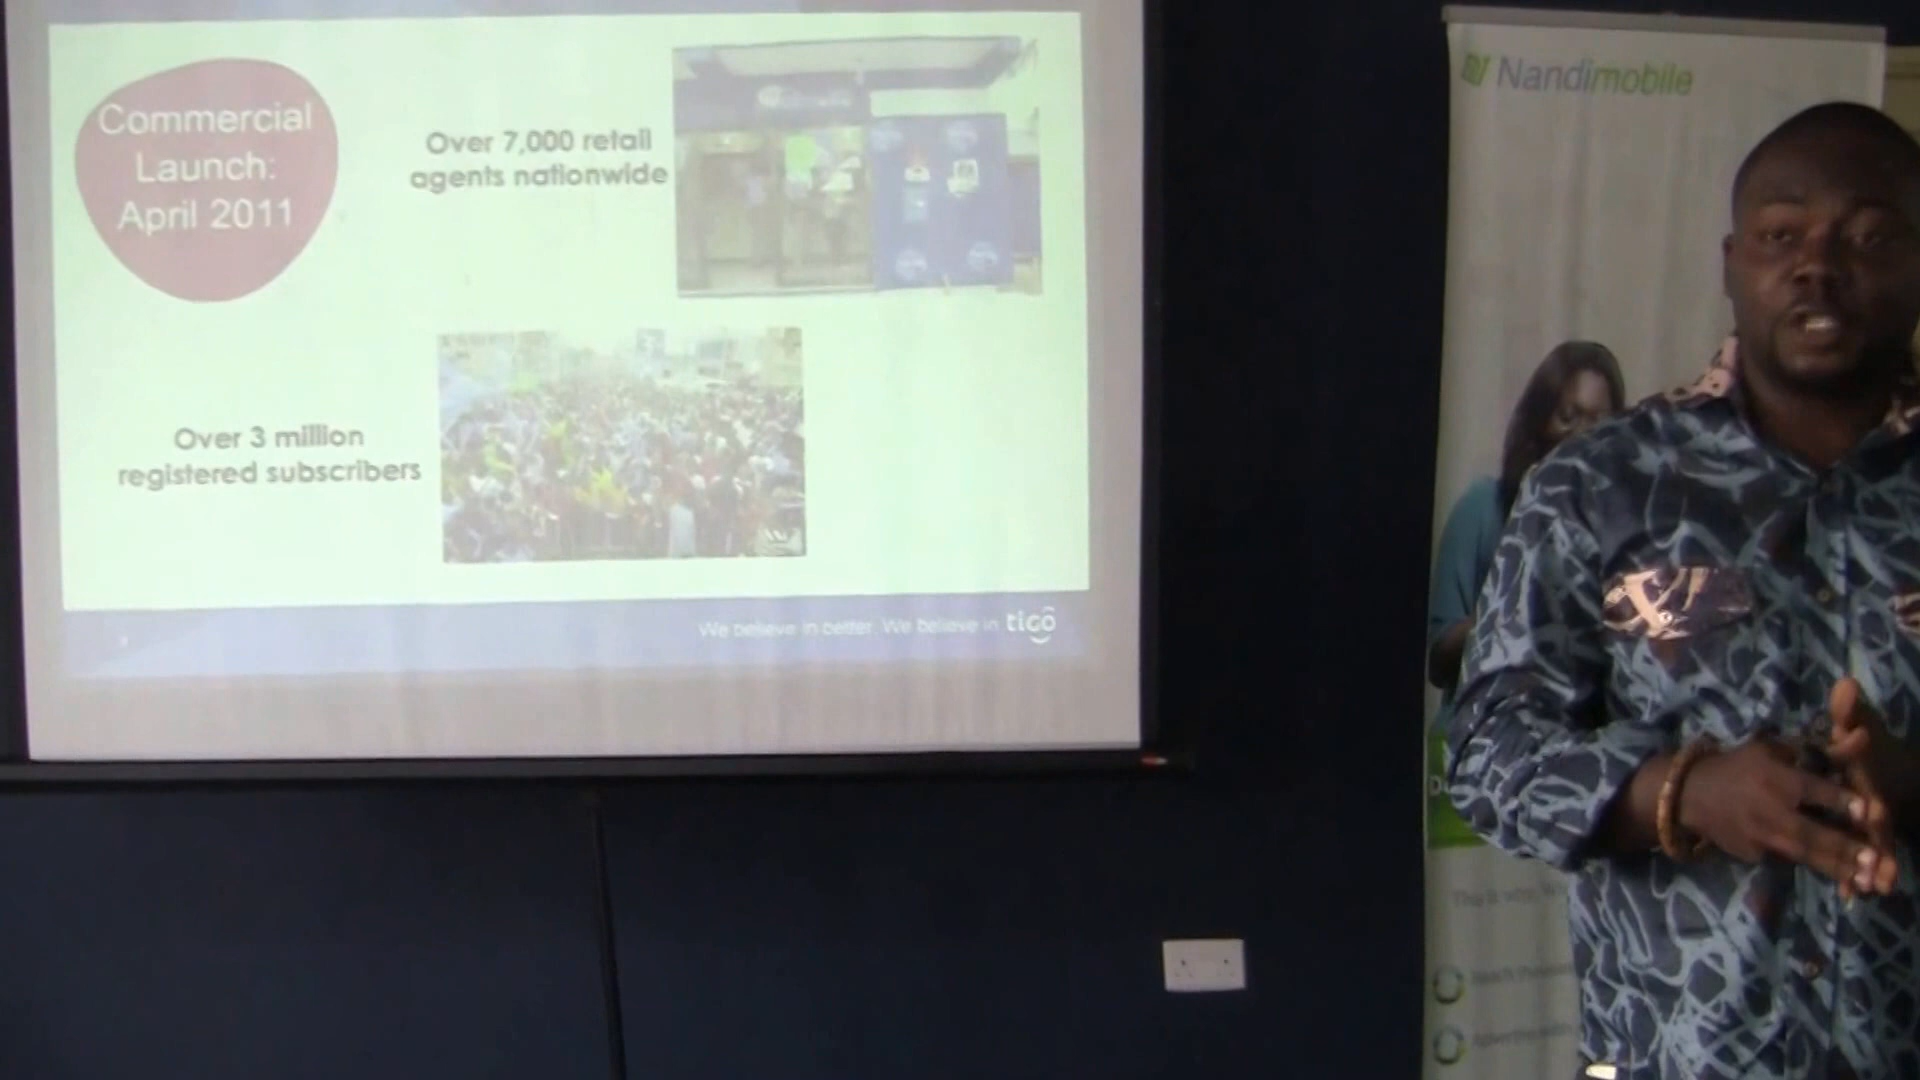 Commercial
Launch:
April 2011
Over 7,000 retail
agents nationwide
Over 3 million
registered subscribers
We believe in better. We believe in tigo
Nandimobile